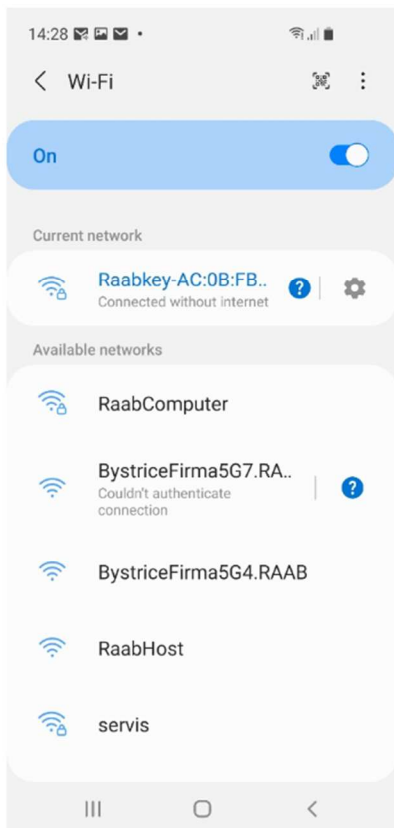 14:28
Wi-Fi
On
Current network
Raabkey-AC:0B:FB..
Connected without internet
Available networks
RaabComputer
BystriceFirma5G7.RA..
Couldn't authenticate
connection
BystriceFirma5G4.RAAB
RaabHost
servis